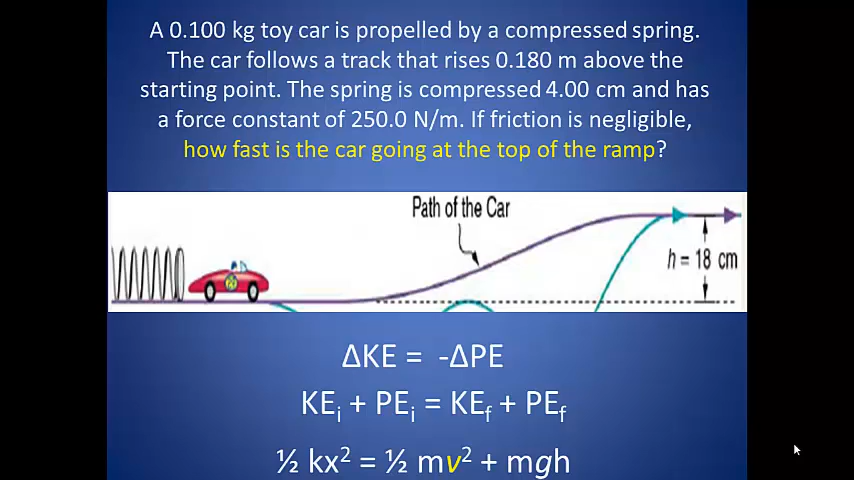 A 0.100 kg toy car is propelled by a compressed spring.
The car follows a track that rises 0.180 m above the
starting point. The spring is compressed 4.00 cm and has
a force constant of 250.0 N/m. If friction is negligible,
how fast is the car going at the top of the ramp?
Path of the Car
h = 18 cm
ΔKE = -ΔPE
KEᵢ + PEᵢ = KE_f + PE_f
½ kx² = ½ mv² + mgh